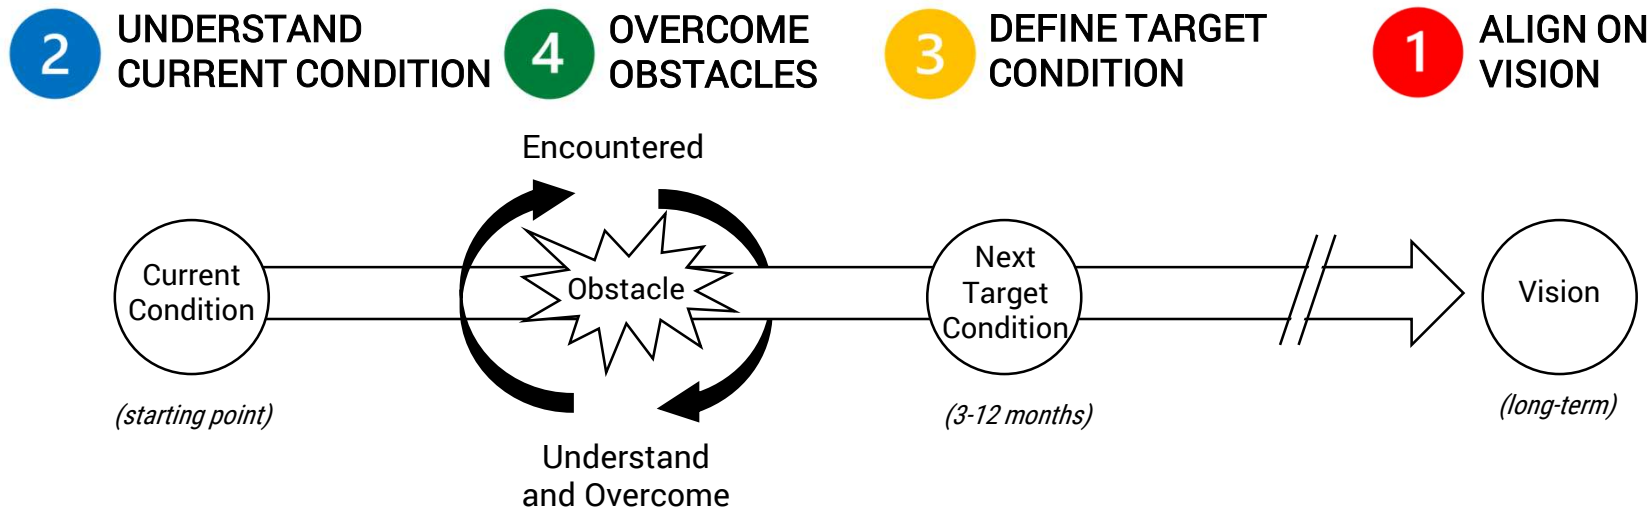 2
UNDERSTAND
CURRENT CONDITION
4
OVERCOME
OBSTACLES
3
DEFINE TARGET
CONDITION
1
ALIGN ON
VISION
Encountered
Current
Condition
Obstacle
Next
Target
Condition
Vision
(starting point)
(3-12 months)
(long-term)
Understand
and Overcome